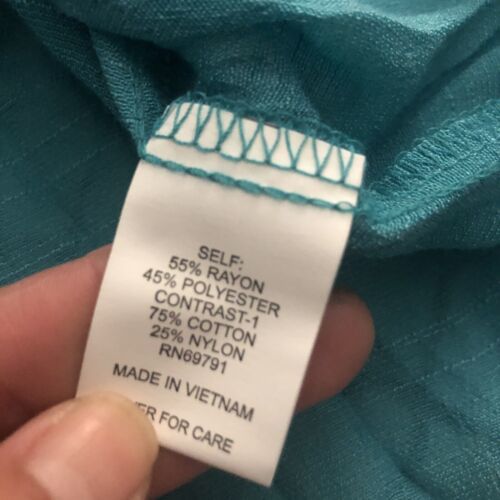 SELF:
55% RAYON
45% POLYESTER
CONTRAST-1
75% COTTON
25% NYLON
RN69791
MADE IN VIETNAM
FOR CARE